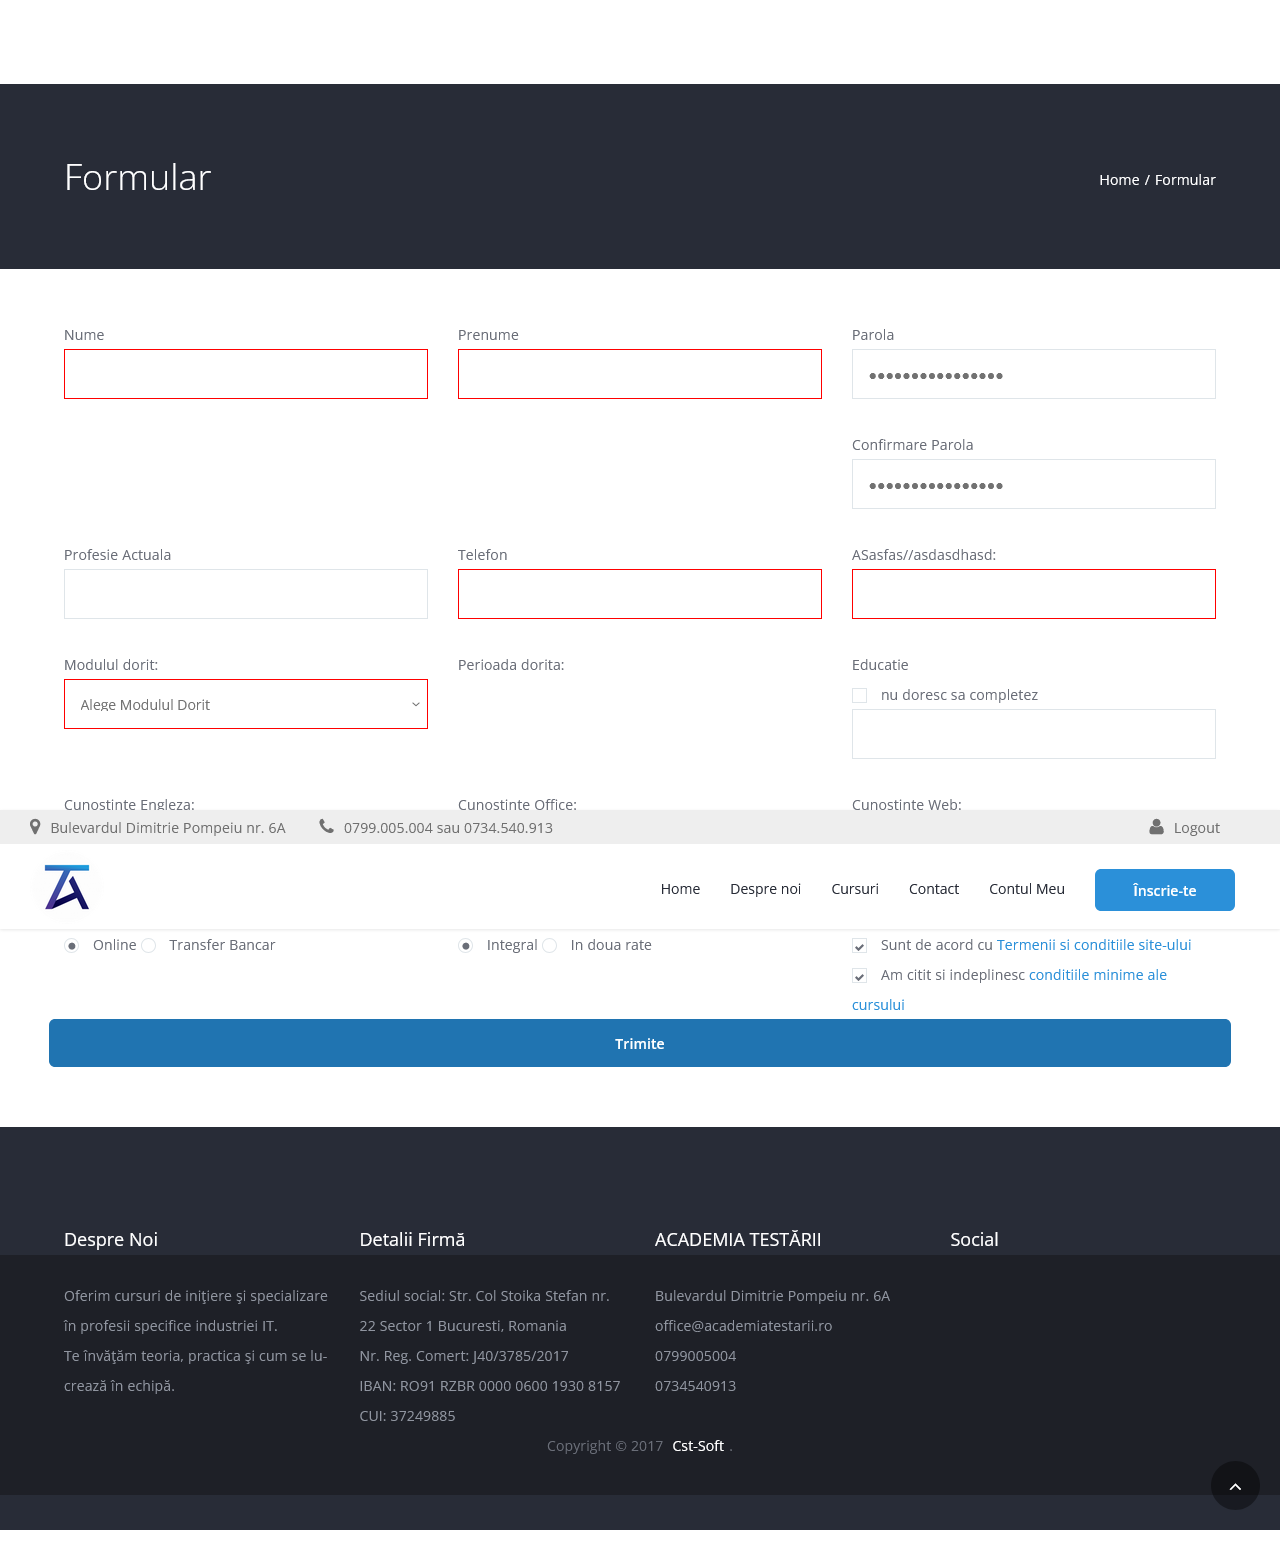 Formular
Home / Formular
Nume
Prenume
Parola
Confirmare Parola
Profesie Actuala
Telefon
ASasfas//asdasdhasd:
Modulul dorit:
Perioada dorita:
Educatie
Alege Modulul Dorit
nu doresc sa completez
Cunostinte Engleza:
Cunostinte Office:
Cunostinte Web:
Bulevardul Dimitrie Pompeiu nr. 6A
0799.005.004 sau 0734.540.913
Logout
TA
Home
Despre noi
Cursuri
Contact
Contul Meu
Înscrie-te
Online
Transfer Bancar
Integral
In doua rate
Sunt de acord cu Termenii si conditiile site-ului
Am citit si indeplinesc conditiile minime ale
cursului
Trimite
Despre Noi
Oferim cursuri de inițiere și specializare
în profesii specifice industriei IT.
Te învățăm teoria, practica și cum se lu-
crează în echipă.
Detalii Firmă
Sediul social: Str. Col Stoika Stefan nr.
22 Sector 1 Bucuresti, Romania
Nr. Reg. Comert: J40/3785/2017
IBAN: RO91 RZBR 0000 0600 1930 8157
CUI: 37249885
ACADEMIA TESTĂRII
Bulevardul Dimitrie Pompeiu nr. 6A
office@academiatestarii.ro
0799005004
0734540913
Social
Copyright © 2017 Cst-Soft .